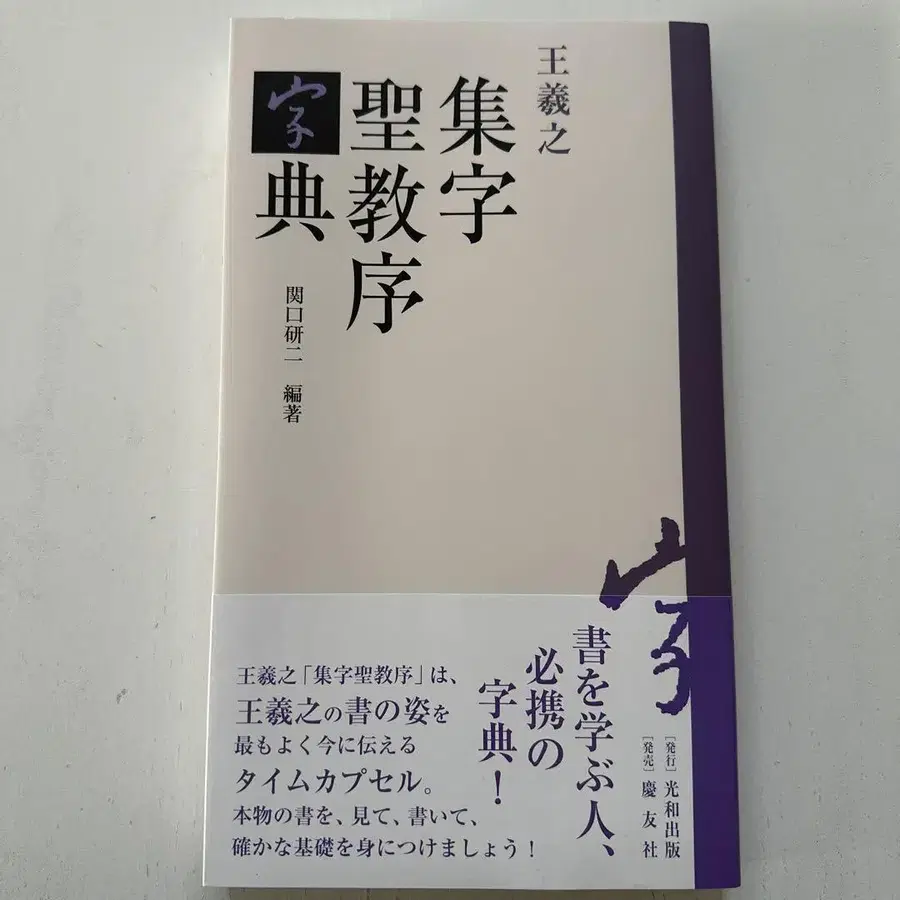 王羲之
集字
聖教序
字典
関口研二 編著
字
書を学ぶ人、
必携の
字典!
王羲之「集字聖教序」は、
王羲之の書の姿を
最もよく今に伝える
タイムカプセル。
本物の書を、見て、書いて、
確かな基礎を身につけましょう!
[発行]光和出版
[発売]慶友社